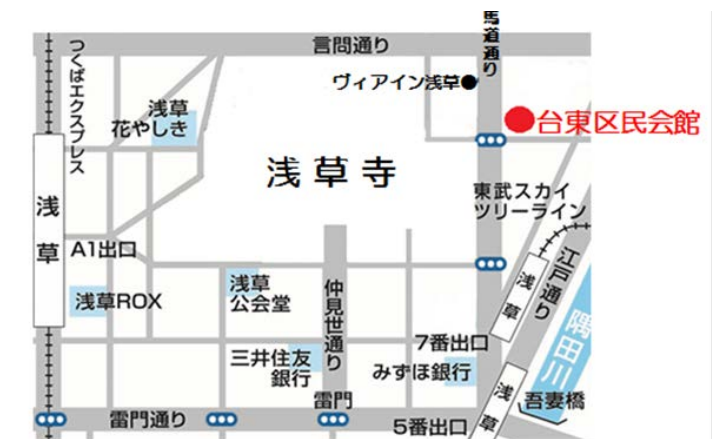 馬道通り
言問通り
つくばエクスプレス
ヴィアイン浅草
浅草
花やしき
台東区民会館
浅草寺
東武スカイ
ツリーライン
浅草
A1出口
江戸通り
浅草ROX
浅草
公会堂
仲見世通り
浅草
隅田川
7番出口
三井住友
銀行
みずほ銀行
雷門
浅草
吾妻橋
雷門通り
5番出口